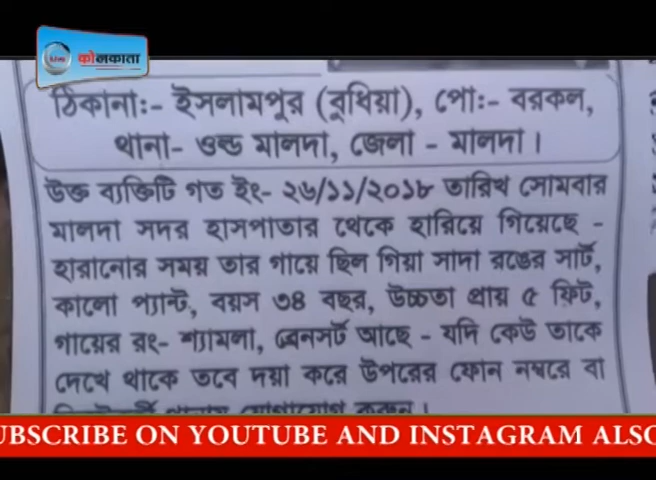 Live কোলকাতা
ঠিকানা:- ইসলামপুর (বুধিয়া), পো:- বরকল,
থানা- ওল্ড মালদা, জেলা - মালদা।
উক্ত ব্যক্তিটি গত ইং- ২৬/১১/২০১৮ তারিখ সোমবার
মালদা সদর হাসপাতার থেকে হারিয়ে গিয়েছে -
হারানোর সময় তার গায়ে ছিল গিয়া সাদা রঙের সার্ট,
কালো প্যান্ট, বয়স ৩৪ বছর, উচ্চতা প্রায় ৫ ফিট,
গায়ের রং- শ্যামলা, ব্রেনসর্ট আছে - যদি কেউ তাকে
দেখে থাকে তবে দয়া করে উপরের ফোন নম্বরে বা
থানায় যোগাযোগ করুন।
UBSCRIBE ON YOUTUBE AND INSTAGRAM ALSO